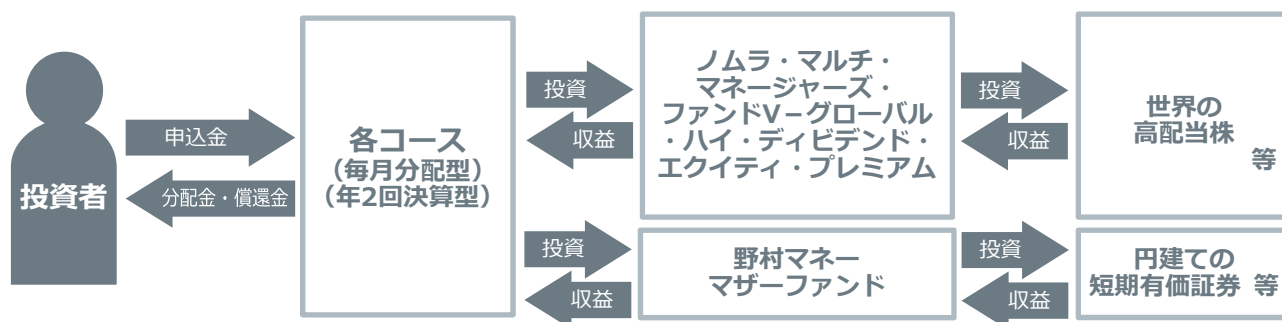 投資者
申込金
分配金・償還金
各コース
（毎月分配型）
（年2回決算型）
投資
収益
ノムラ・マルチ・
マネージャーズ・
ファンドⅤ－グローバル
・ハイ・ディビデンド・
エクイティ・プレミアム
投資
収益
世界の
高配当株
等
投資
収益
野村マネー
マザーファンド
投資
収益
円建ての
短期有価証券 等